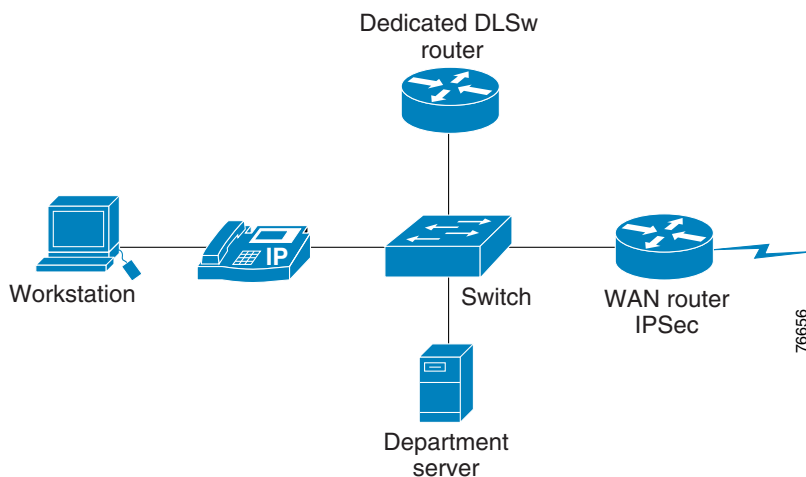 Dedicated DLSw
router
IP
Workstation
Switch
WAN router
IPSec
76656
Department
server